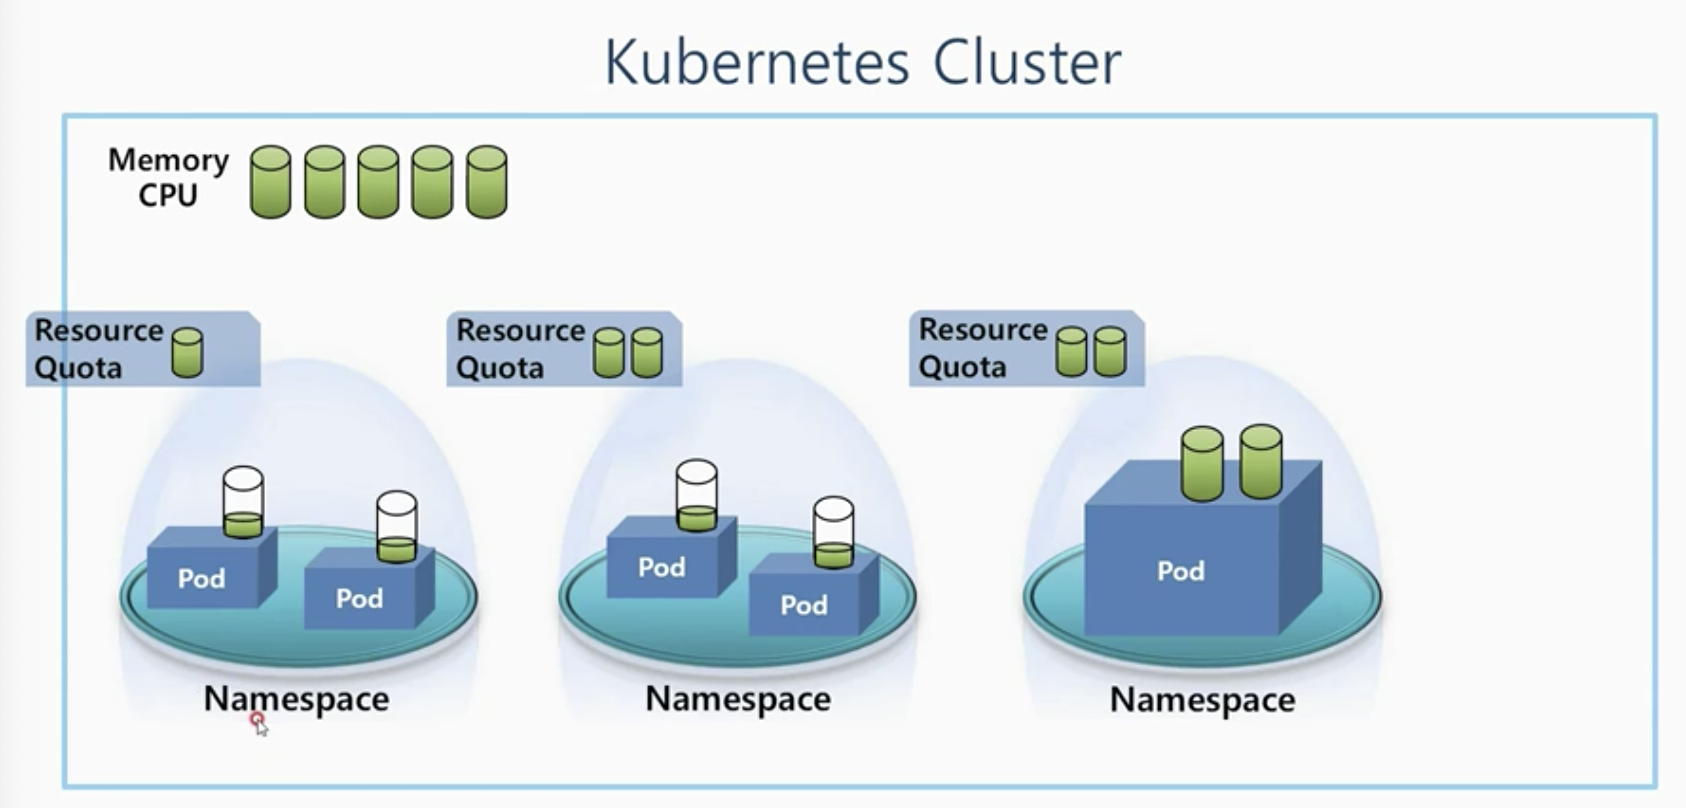 Kubernetes Cluster
Memory
CPU
Resource
Quota
Resource
Quota
Resource
Quota
Pod
Pod
Pod
Pod
Pod
Namespace
Namespace
Namespace